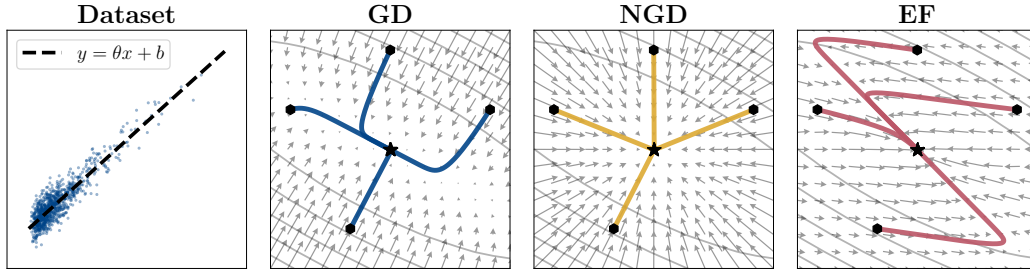 Dataset
GD
NGD
EF
y = θx + b